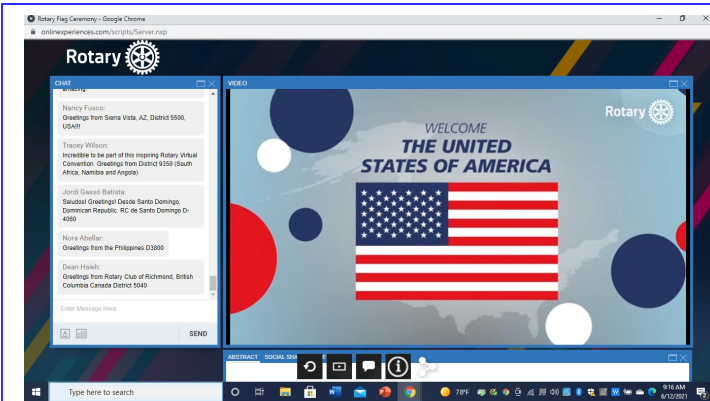 Rotary Flag Ceremony - Google Chrome
onlinexperiences.com/scripts/Server.nxp
Rotary
CHAT
amazing.
Nancy Fusco:
Greetings from Sierra Vista, AZ, District 5500,
USA!!!
Tracey Wilson:
Incredible to be part of this inspiring Rotary Virtual
Convention. Greetings from District 9350 (South
Africa, Namibia and Angola)
Jordi Gassó Batista:
Saludos! Greetings! Desde Santo Domingo,
Dominican Republic. RC de Santo Domingo D-
4060
Nora Abellar:
Greetings from the Philippines D3800
Dean Hsieh:
Greetings from Rotary Club of Richmond, British
Columbia Canada District 5040
Enter Message Here
SEND
VIDEO
Rotary
WELCOME
THE UNITED
STATES OF AMERICA
ABSTRACT SOCIAL SHA
Type here to search
78°F
9:16 AM
6/12/2021